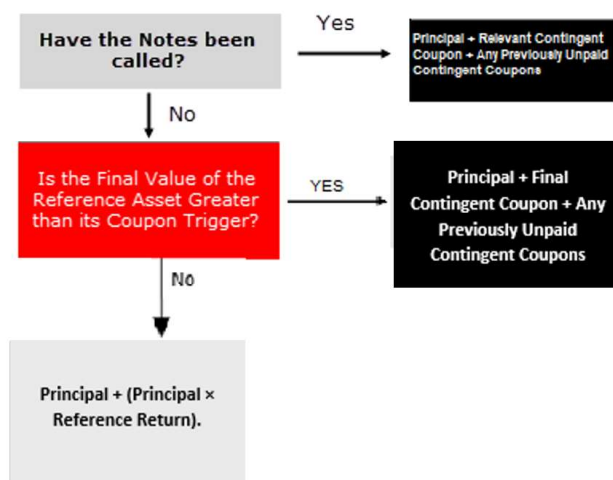 Have the Notes been
called?
Yes
Principal + Relevant Contingent
Coupon + Any Previously Unpaid
Contingent Coupons
No
Is the Final Value of the
Reference Asset Greater
than its Coupon Trigger?
YES
Principal + Final
Contingent Coupon + Any
Previously Unpaid
Contingent Coupons
No
Principal + (Principal ×
Reference Return).